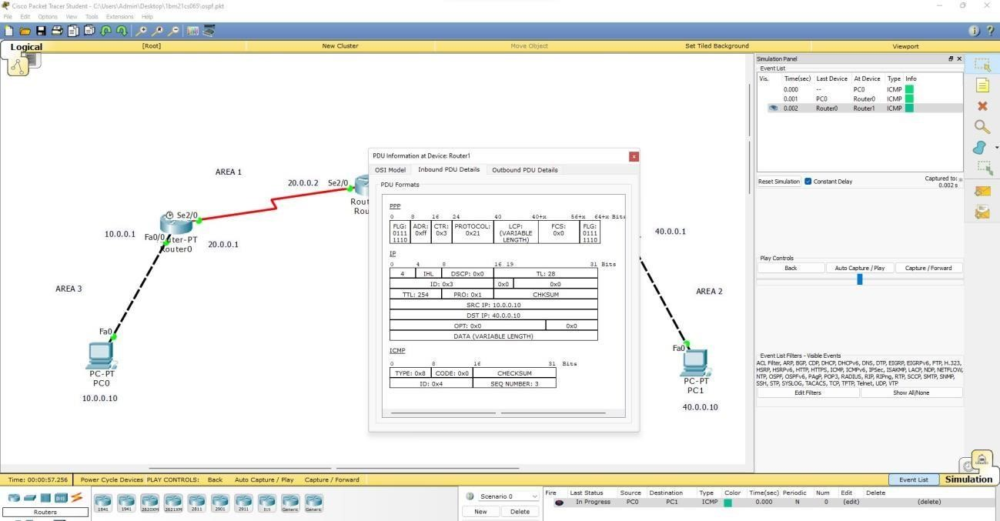 Cisco Packet Tracer Student - C:\Users\Admin\Desktop\1bm21cs065\ospf.pkt
File Edit Options View Tools Extensions Help
Logical [Root] New Cluster Move Object Set Tiled Background Viewport
Simulation Panel
Event List
Vis. Time(sec) Last Device At Device Type Info
0.000 -- PC0 ICMP
0.001 PC0 Router0 ICMP
0.002 Router0 Router1 ICMP
Reset Simulation Constant Delay Captured to: *
0.002 s
Play Controls
Back Auto Capture / Play Capture / Forward
Event List Filters - Visible Events
ACL Filter, ARP, BGP, CDP, DHCP, DHCPv6, DNS, DTP, EIGRP, EIGRPv6, FTP, H.323,
HSRP, HSRPv6, HTTP, HTTPS, ICMP, ICMPv6, IPSec, ISAKMP, LACP, NDP, NETFLOW,
NTP, OSPF, OSPFv6, PAgP, POP3, RADIUS, RIP, RIPng, RTP, SCCP, SMTP, SNMP,
SSH, STP, SYSLOG, TACACS, TCP, TFTP, Telnet, UDP, VTP
Edit Filters Show All/None
AREA 1
20.0.0.2 Se2/0
Rout
Rou
Se2/0
10.0.0.1
Fa0/0
uter-PT
Router0
20.0.0.1
AREA 3
Fa0
PC-PT
PC0
10.0.0.10
40.0.0.1
AREA 2
Fa0
PC-PT
PC1
40.0.0.10
PDU Information at Device: Router1
OSI Model Inbound PDU Details Outbound PDU Details
PDU Formats
PPP
0 8 16 24 40 40+x 56+x 64+x Bits
FLG: 0111 1110 ADR: 0xff CTR: 0x3 PROTOCOL: 0x21 LCP: (VARIABLE LENGTH) FCS: 0x0 FLG: 0111 1110
IP
0 4 8 16 19 31 Bits
4 IHL DSCP: 0x0 TL: 28
ID: 0x3 0x0 0x0
TTL: 254 PRO: 0x1 CHKSUM
SRC IP: 10.0.0.10
DST IP: 40.0.0.10
OPT: 0x0 0x0
DATA (VARIABLE LENGTH)
ICMP
0 8 16 31 Bits
TYPE: 0x8 CODE: 0x0 CHECKSUM
ID: 0x4 SEQ NUMBER: 3
Time: 00:00:57.256 Power Cycle Devices PLAY CONTROLS: Back Auto Capture / Play Capture / Forward Event List Simulation
Routers
1841 1941 2620XM 2621XM 2811 2901 2911 819 Generic Generic
Scenario 0
New Delete
Fire Last Status Source Destination Type Color Time(sec) Periodic Num Edit Delete
In Progress PC0 PC1 ICMP 0.000 N 0 (edit) (delete)